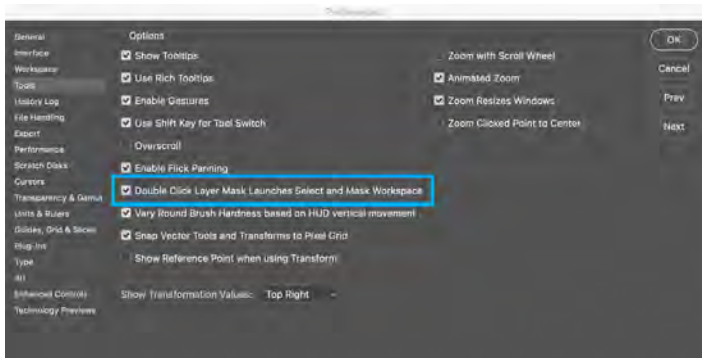 Preferences
General
Interface
Workspace
Tools
History Log
File Handling
Export
Performance
Scratch Disks
Cursors
Transparency & Gamut
Units & Rulers
Guides, Grid & Slices
Plug-Ins
Type
Enhanced Controls
Technology Previews
Options
Show Tooltips
Use Rich Tooltips
Enable Gestures
Use Shift Key for Tool Switch
Overscroll
Enable Flick Panning
Double Click Layer Mask Launches Select and Mask Workspace
Vary Round Brush Hardness based on HUD vertical movement
Snap Vector Tools and Transforms to Pixel Grid
Show Reference Point when using Transform
Show Transformation Values: Top Right
Zoom with Scroll Wheel
Animated Zoom
Zoom Resizes Windows
Zoom Clicked Point to Center
OK
Cancel
Prev
Next